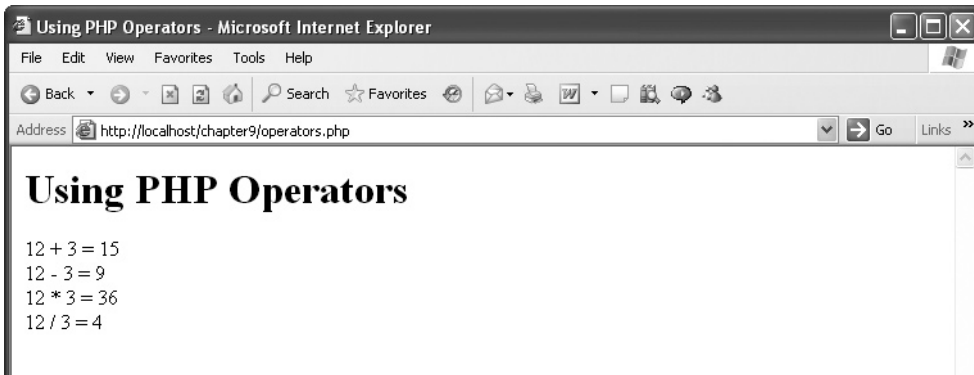 Using PHP Operators - Microsoft Internet Explorer
File Edit View Favorites Tools Help
Back Search Favorites W
Address http://localhost/chapter9/operators.php Go Links »
Using PHP Operators
12 + 3 = 15
12 - 3 = 9
12 * 3 = 36
12 / 3 = 4